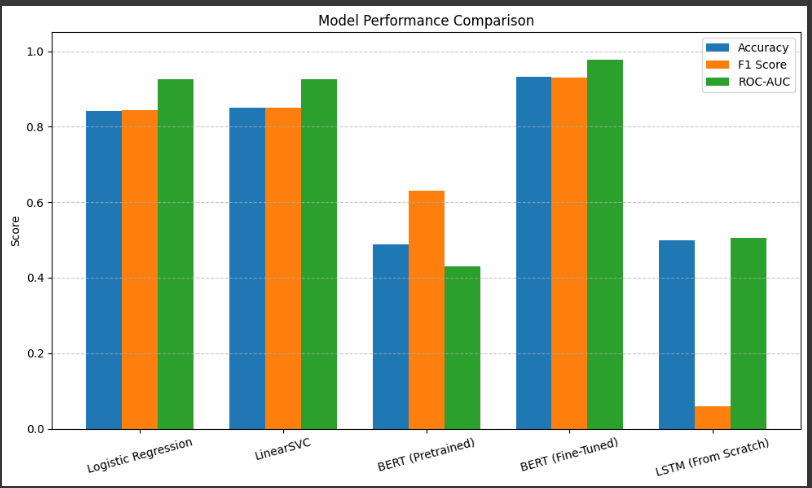 Model Performance Comparison
Accuracy
F1 Score
ROC-AUC
Score
1.0
0.8
0.6
0.4
0.2
0.0
Logistic Regression
LinearSVC
BERT (Pretrained)
BERT (Fine-Tuned)
LSTM (From Scratch)